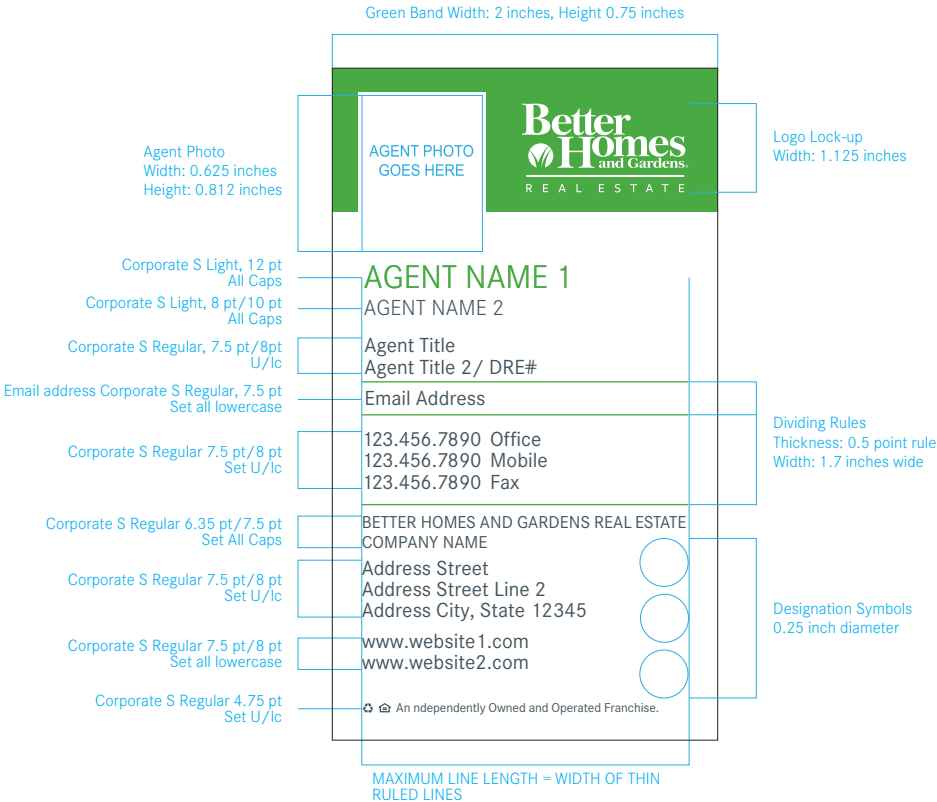 Green Band Width: 2 inches, Height 0.75 inches
Agent Photo
Width: 0.625 inches
Height: 0.812 inches
AGENT PHOTO
GOES HERE
Better
Homes
and Gardens®
REAL ESTATE
Logo Lock-up
Width: 1.125 inches
Corporate S Light, 12 pt
All Caps
AGENT NAME 1
Corporate S Light, 8 pt/10 pt
All Caps
AGENT NAME 2
Corporate S Regular, 7.5 pt/8pt
U/lc
Agent Title
Agent Title 2/ DRE#
Email address Corporate S Regular, 7.5 pt
Set all lowercase
Email Address
Corporate S Regular 7.5 pt/8 pt
Set U/lc
123.456.7890 Office
123.456.7890 Mobile
123.456.7890 Fax
Dividing Rules
Thickness: 0.5 point rule
Width: 1.7 inches wide
Corporate S Regular 6.35 pt/7.5 pt
Set All Caps
BETTER HOMES AND GARDENS REAL ESTATE
COMPANY NAME
Corporate S Regular 7.5 pt/8 pt
Set U/lc
Address Street
Address Street Line 2
Address City, State 12345
Designation Symbols
0.25 inch diameter
Corporate S Regular 7.5 pt/8 pt
Set all lowercase
www.website1.com
www.website2.com
Corporate S Regular 4.75 pt
Set U/lc
An ndependently Owned and Operated Franchise.
MAXIMUM LINE LENGTH = WIDTH OF THIN
RULED LINES